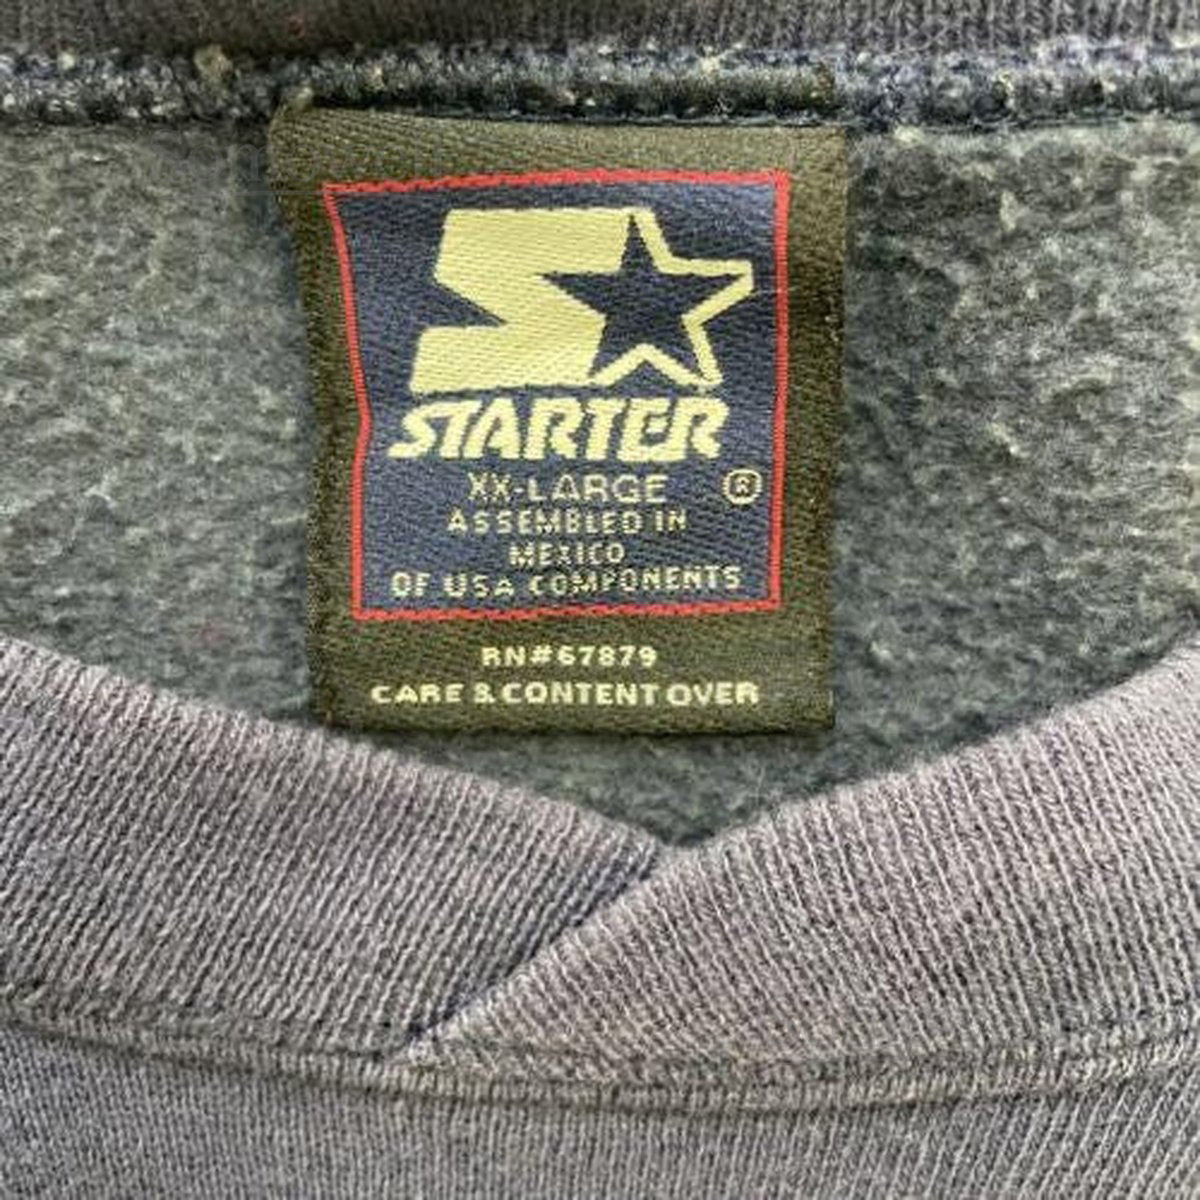 STARTER
XX-LARGE ®
ASSEMBLED IN
MEXICO
OF USA COMPONENTS
RN#67879
CARE & CONTENT OVER